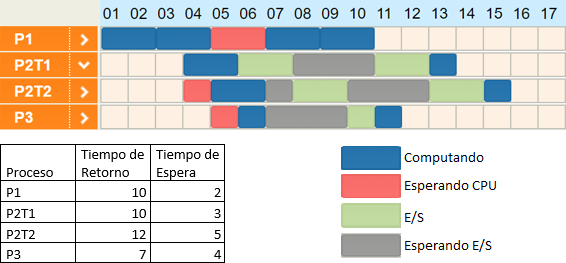 01 02 03 04 05 06 07 08 09 10 11 12 13 14 15 16 17
P1
P2T1
P2T2
P3
Proceso Tiempo de Retorno Tiempo de Espera
P1 10 2
P2T1 10 3
P2T2 12 5
P3 7 4
Computando
Esperando CPU
E/S
Esperando E/S